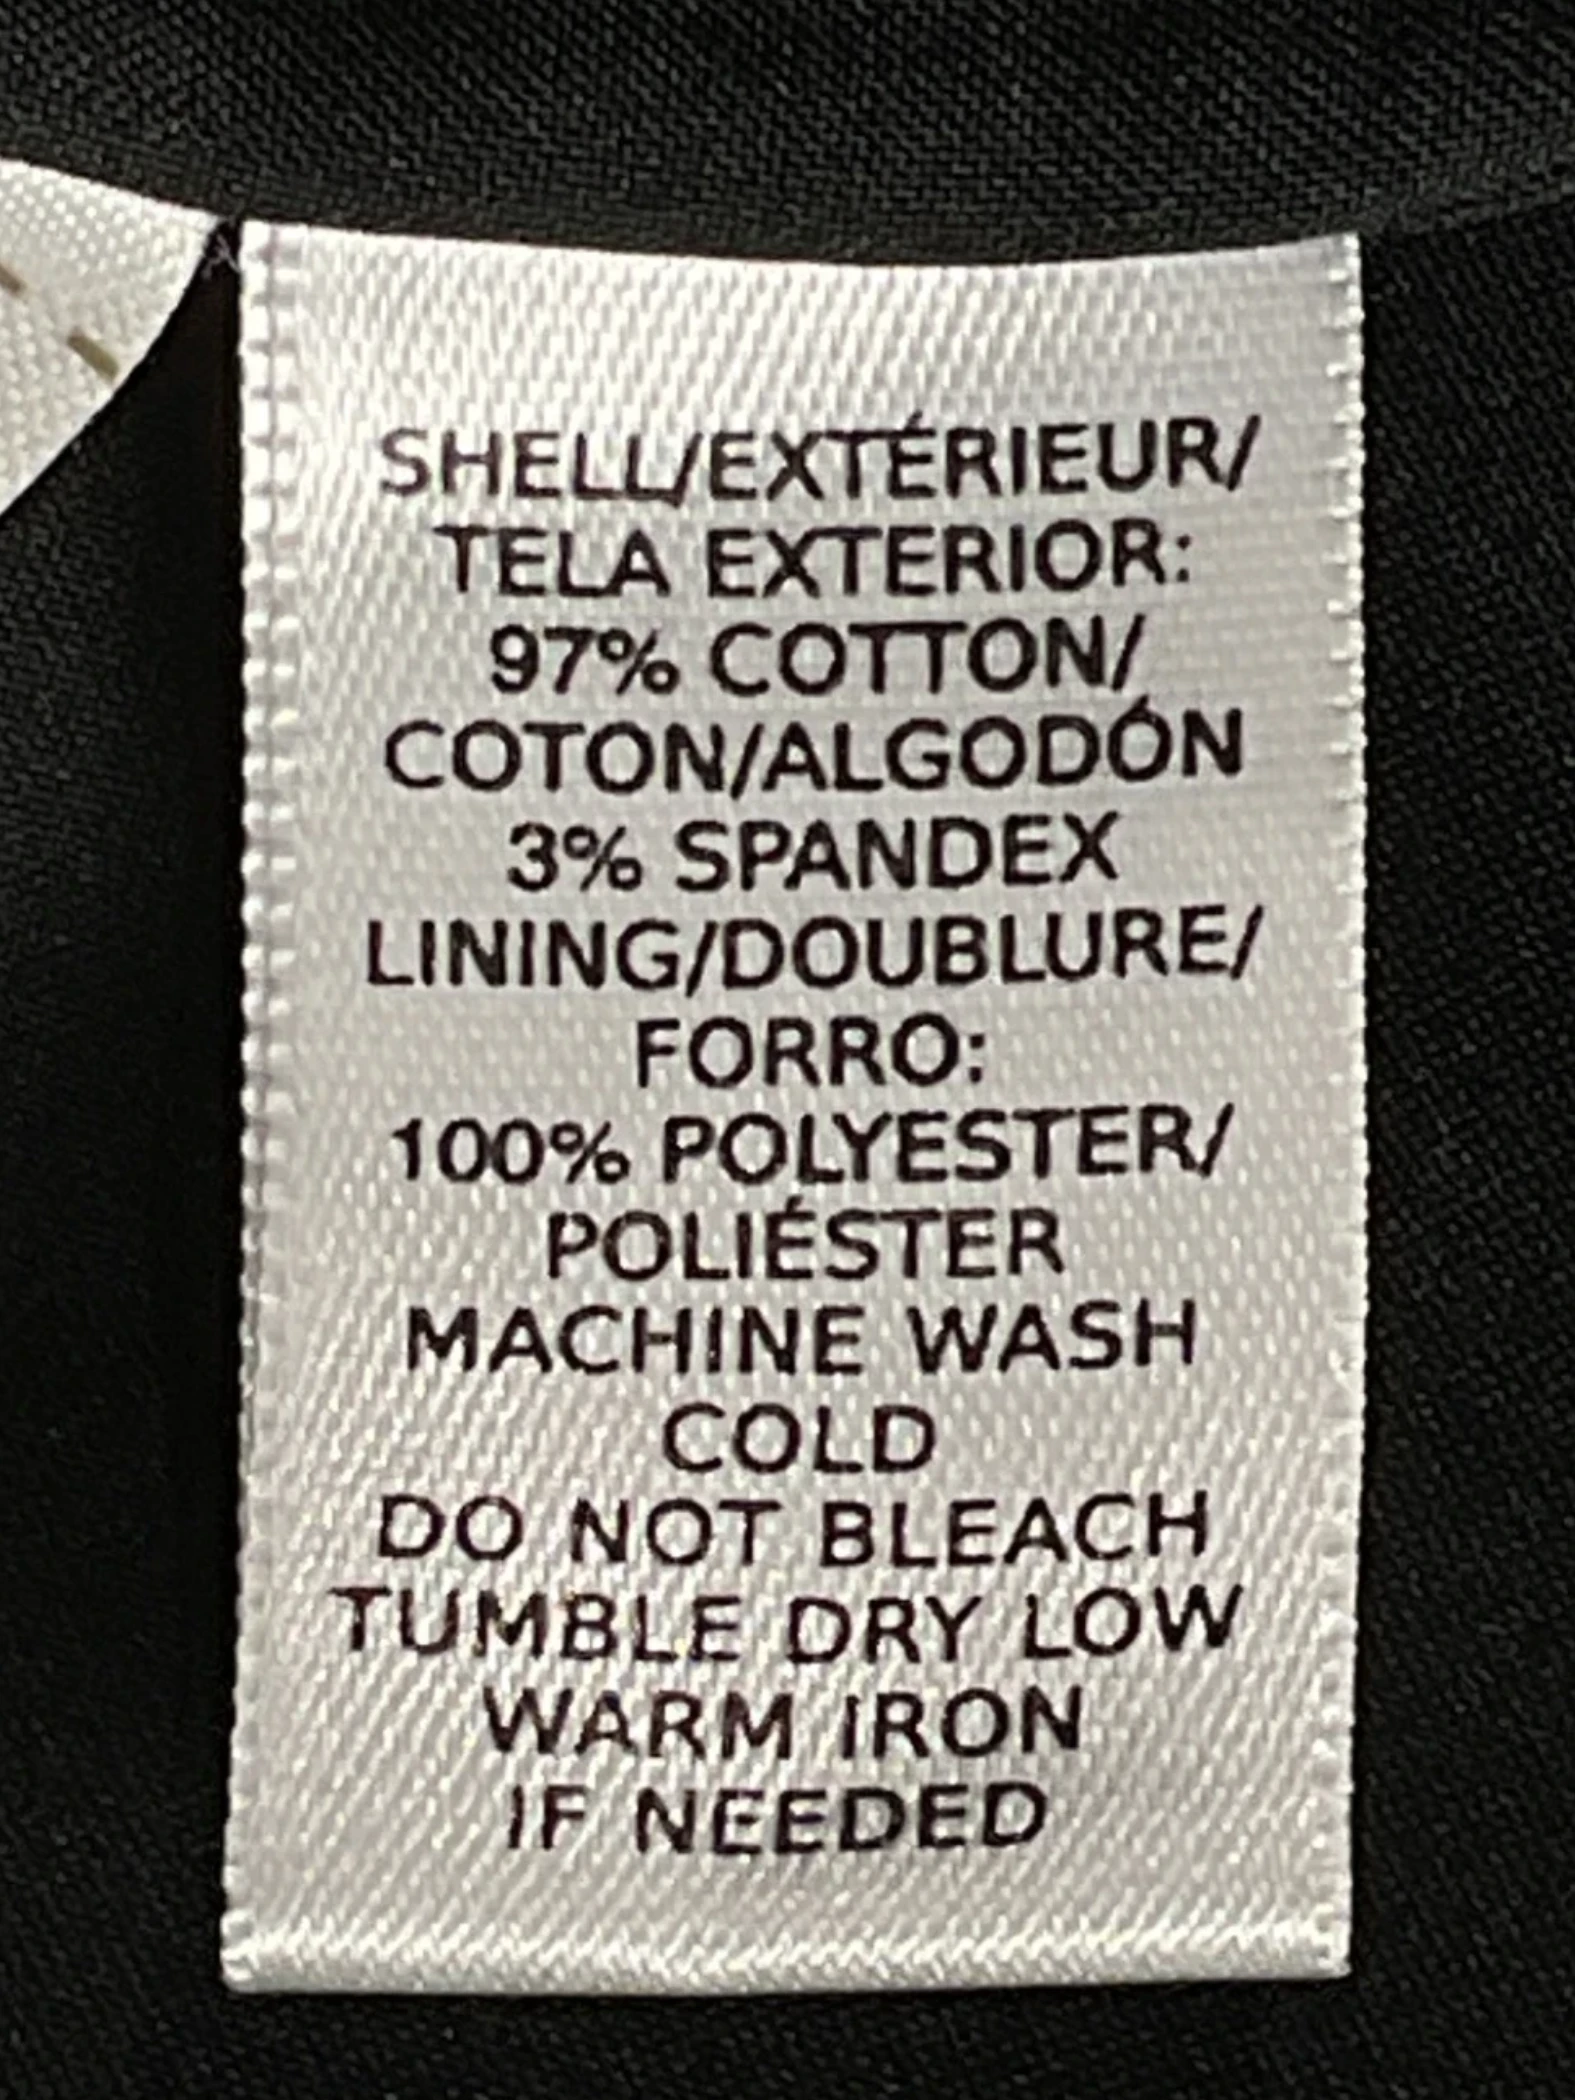 SHELL/EXTÉRIEUR/
TELA EXTERIOR:
97% COTTON/
COTON/ALGODÓN
3% SPANDEX
LINING/DOUBLURE/
FORRO:
100% POLYESTER/
POLIÉSTER
MACHINE WASH
COLD
DO NOT BLEACH
TUMBLE DRY LOW
WARM IRON
IF NEEDED